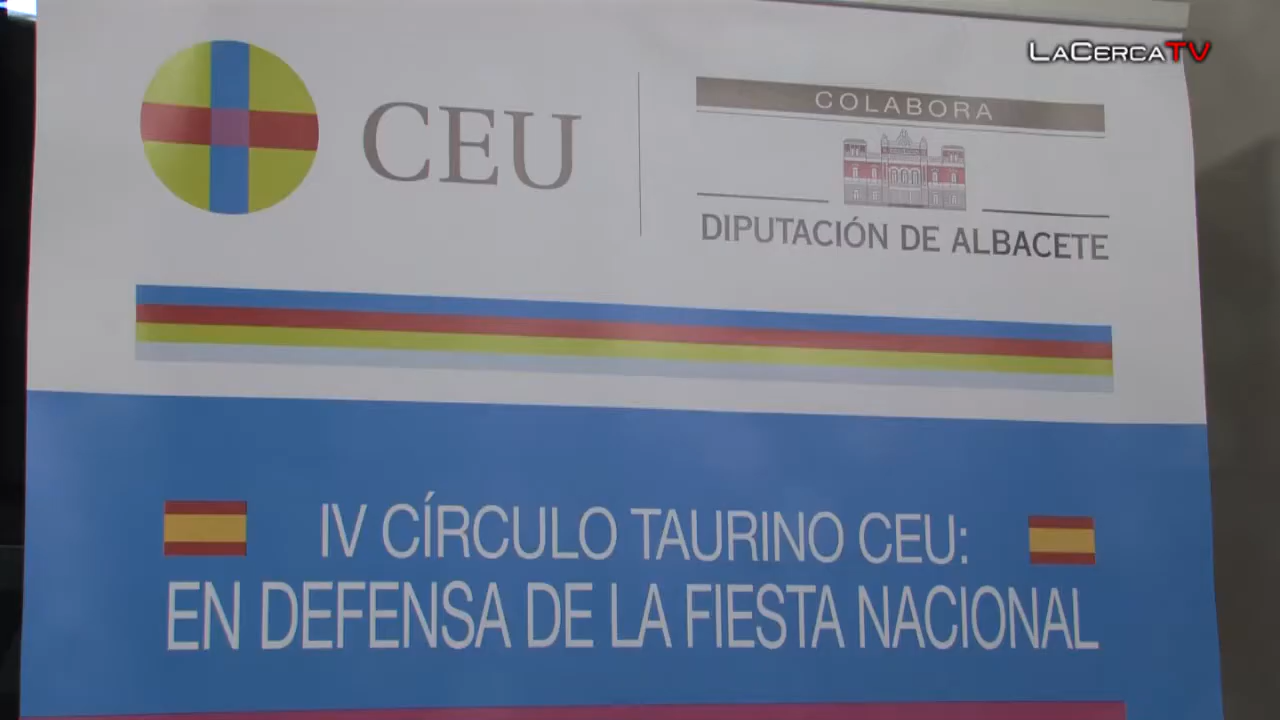 LACERCATV
CEU
COLABORA
DIPUTACIÓN DE ALBACETE
IV CÍRCULO TAURINO CEU:
EN DEFENSA DE LA FIESTA NACIONAL